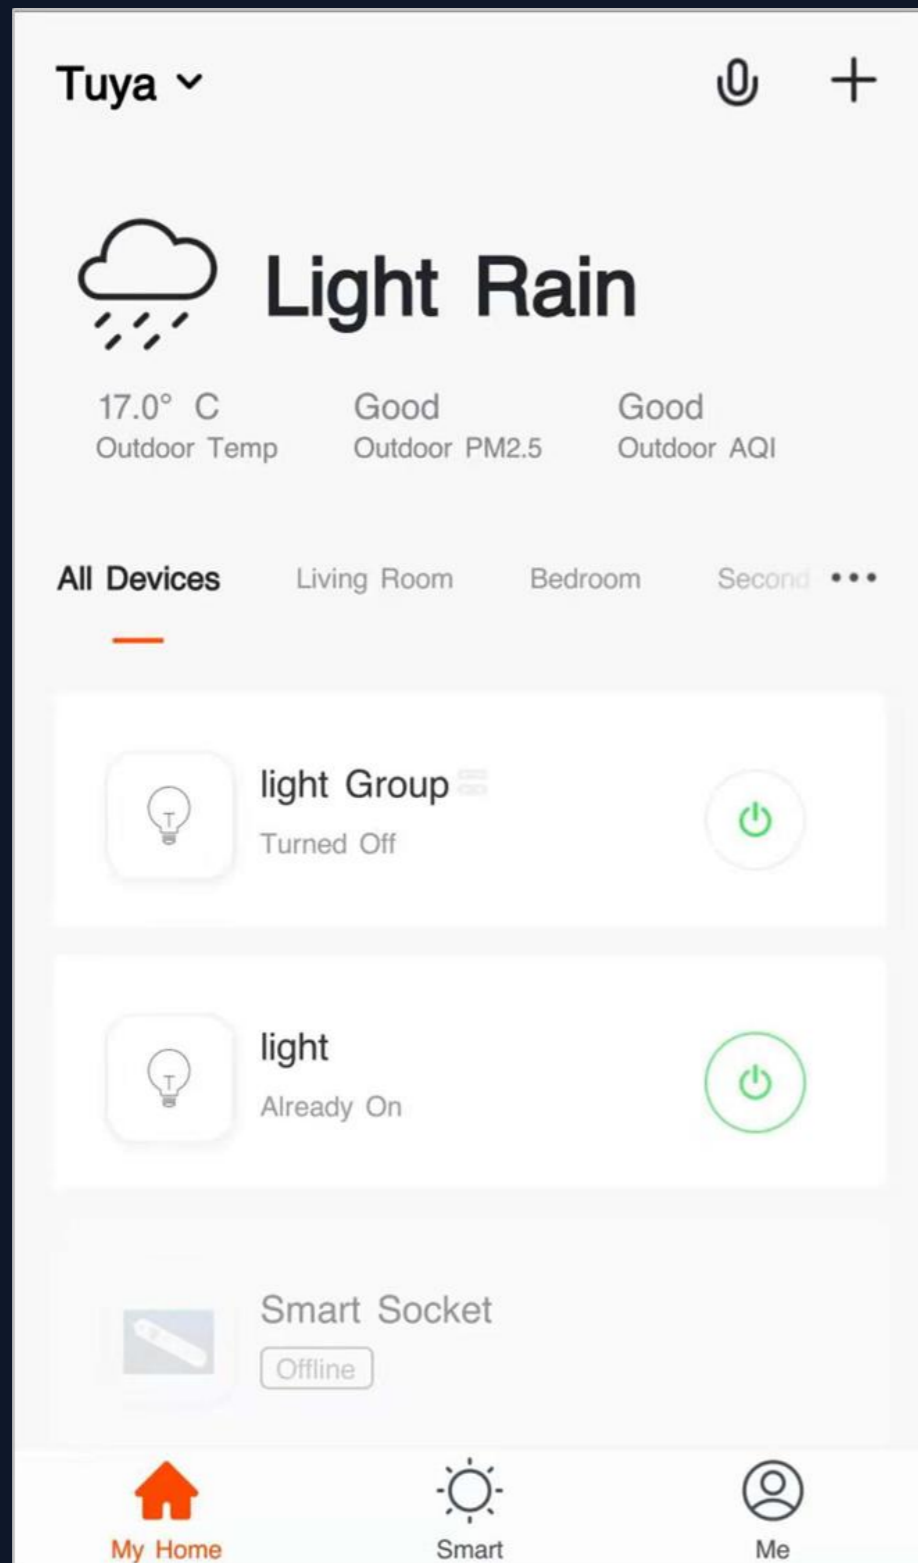 Tuya
Light Rain
17.0° C Good Good
Outdoor Temp Outdoor PM2.5 Outdoor AQI
All Devices Living Room Bedroom Second
light Group
Turned Off
light
Already On
Smart Socket
Offline
My Home Smart Me